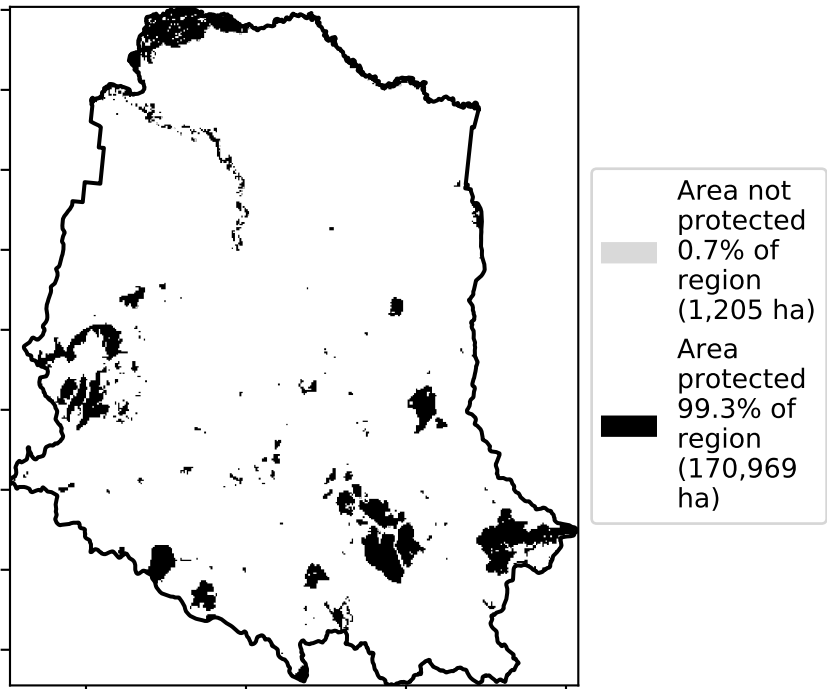 Area not
protected
0.7% of
region
(1,205 ha)
Area
protected
99.3% of
region
(170,969
ha)